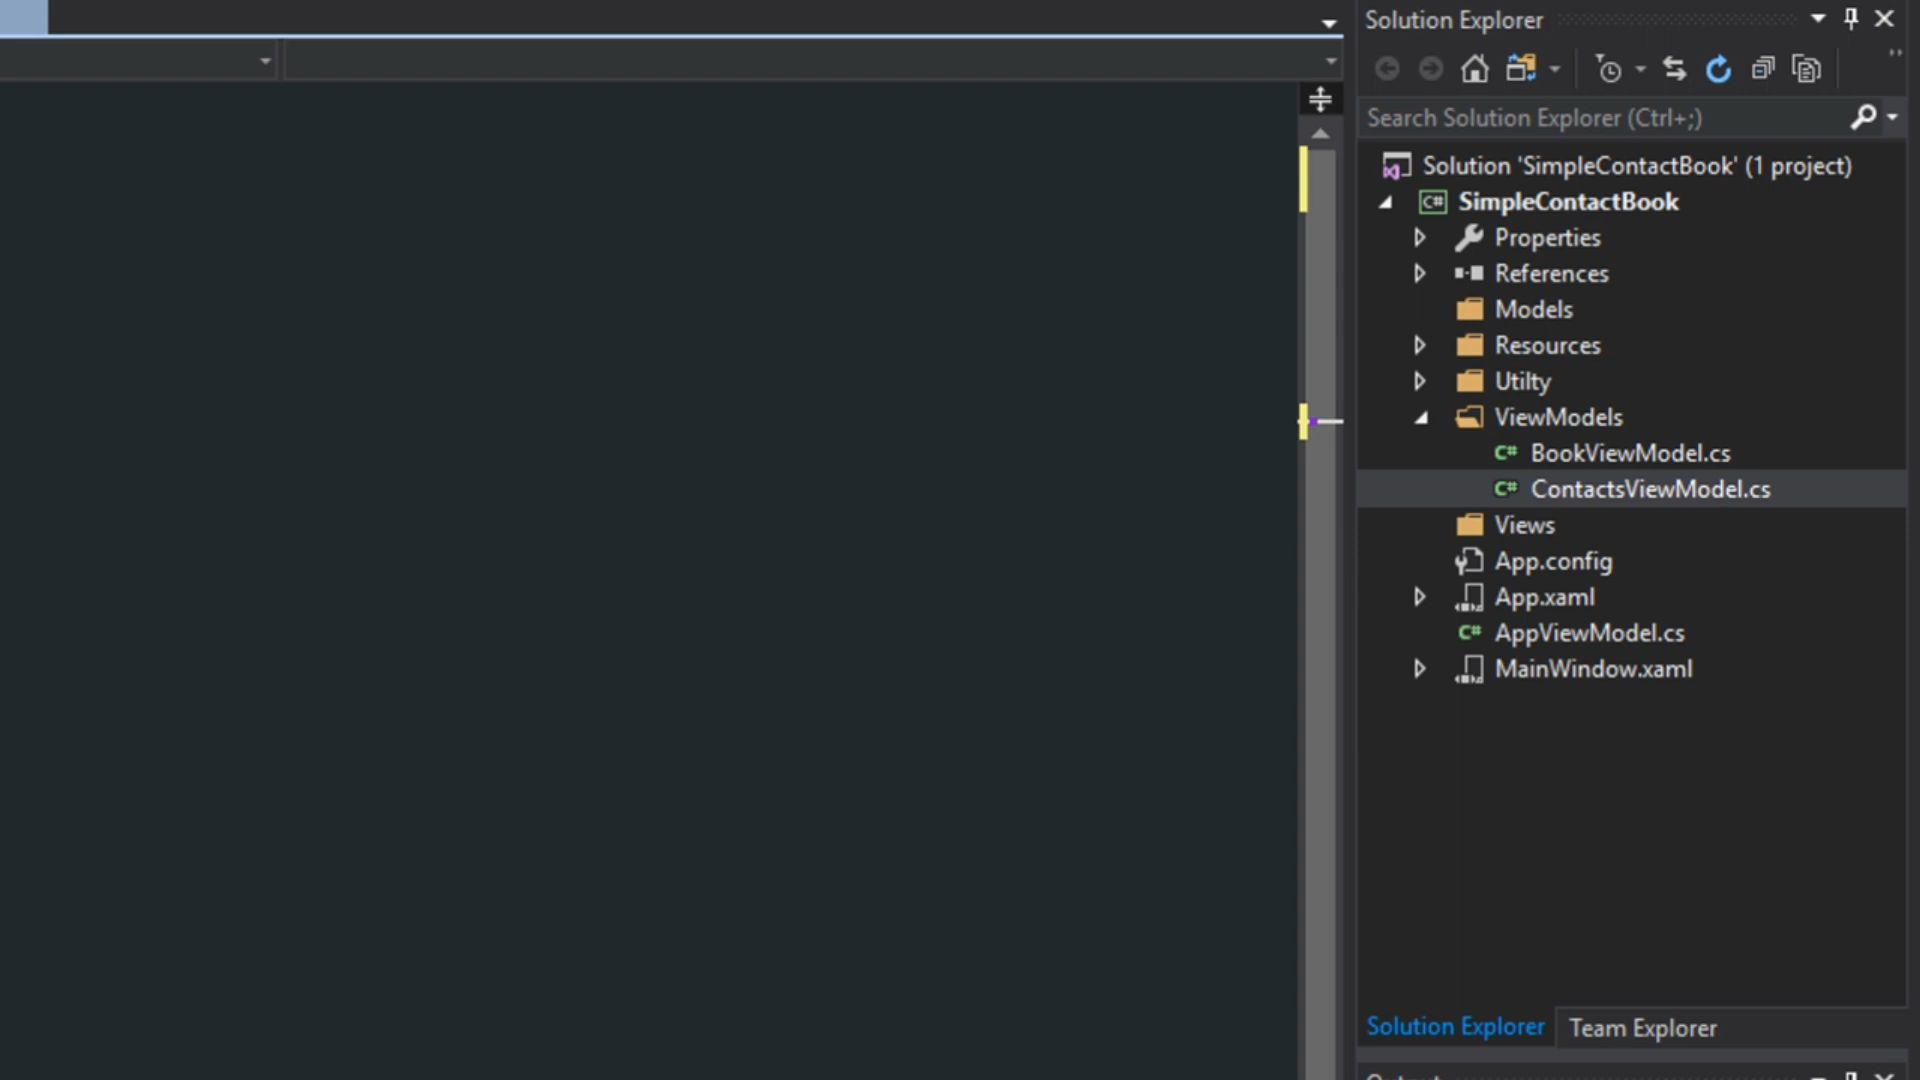 Solution Explorer
Search Solution Explorer (Ctrl+;)
Solution 'SimpleContactBook' (1 project)
C# SimpleContactBook
Properties
References
Models
Resources
Utilty
ViewModels
C# BookViewModel.cs
C# ContactsViewModel.cs
Views
App.config
App.xaml
C# AppViewModel.cs
MainWindow.xaml
Solution Explorer Team Explorer